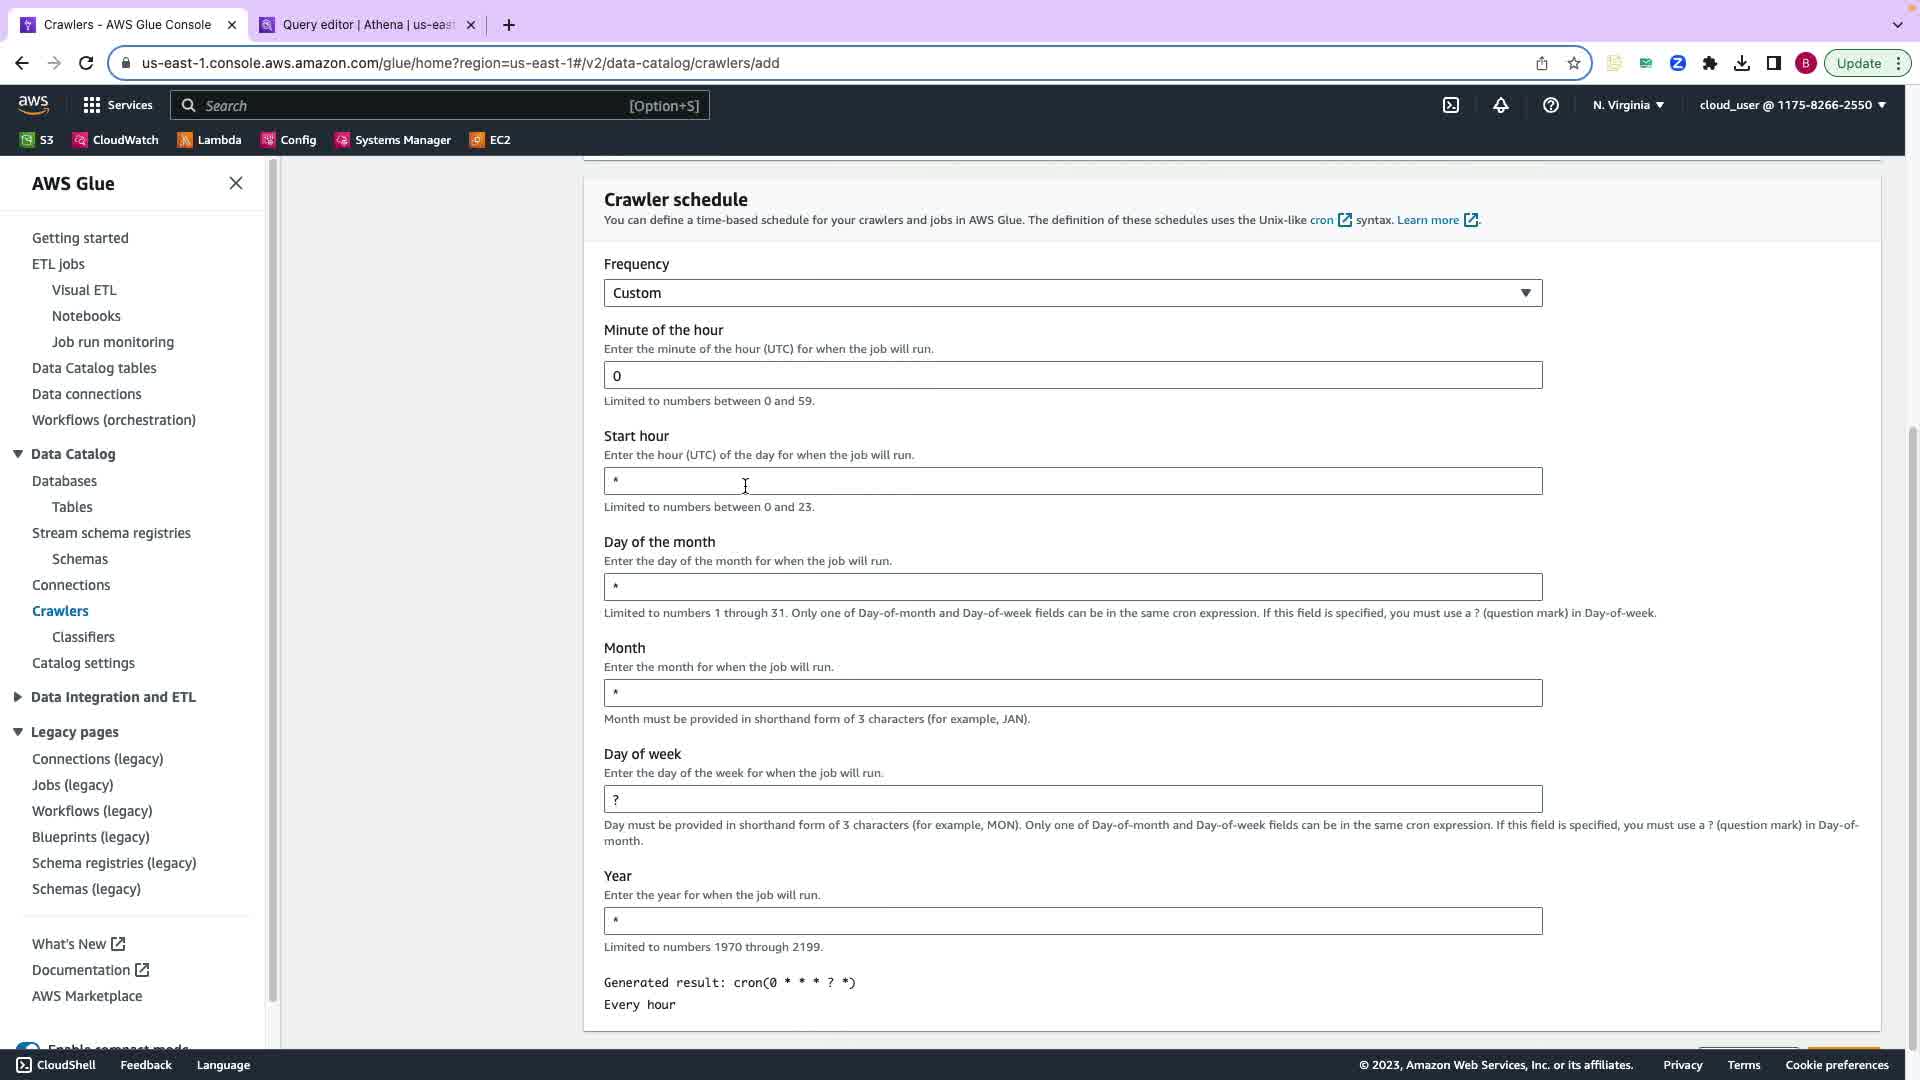 Crawlers - AWS Glue Console
Query editor | Athena | us-east
us-east-1.console.aws.amazon.com/glue/home?region=us-east-1#/v2/data-catalog/crawlers/add
B
Update
aws
Services
Search
[Option+S]
N. Virginia
cloud_user @ 1175-8266-2550
S3
CloudWatch
Lambda
Config
Systems Manager
EC2
AWS Glue
Getting started
ETL jobs
Visual ETL
Notebooks
Job run monitoring
Data Catalog tables
Data connections
Workflows (orchestration)
Data Catalog
Databases
Tables
Stream schema registries
Schemas
Connections
Crawlers
Classifiers
Catalog settings
Data Integration and ETL
Legacy pages
Connections (legacy)
Jobs (legacy)
Workflows (legacy)
Blueprints (legacy)
Schema registries (legacy)
Schemas (legacy)
What's New
Documentation
AWS Marketplace
Enable compact mode
Crawler schedule
You can define a time-based schedule for your crawlers and jobs in AWS Glue. The definition of these schedules uses the Unix-like cron syntax. Learn more.
Frequency
Custom
Minute of the hour
Enter the minute of the hour (UTC) for when the job will run.
0
Limited to numbers between 0 and 59.
Start hour
Enter the hour (UTC) of the day for when the job will run.
*
Limited to numbers between 0 and 23.
Day of the month
Enter the day of the month for when the job will run.
*
Limited to numbers 1 through 31. Only one of Day-of-month and Day-of-week fields can be in the same cron expression. If this field is specified, you must use a ? (question mark) in Day-of-week.
Month
Enter the month for when the job will run.
*
Month must be provided in shorthand form of 3 characters (for example, JAN).
Day of week
Enter the day of the week for when the job will run.
?
Day must be provided in shorthand form of 3 characters (for example, MON). Only one of Day-of-month and Day-of-week fields can be in the same cron expression. If this field is specified, you must use a ? (question mark) in Day-of-
month.
Year
Enter the year for when the job will run.
*
Limited to numbers 1970 through 2199.
Generated result: cron(0 * * * ? *)
Every hour
CloudShell
Feedback
Language
© 2023, Amazon Web Services, Inc. or its affiliates.
Privacy
Terms
Cookie preferences